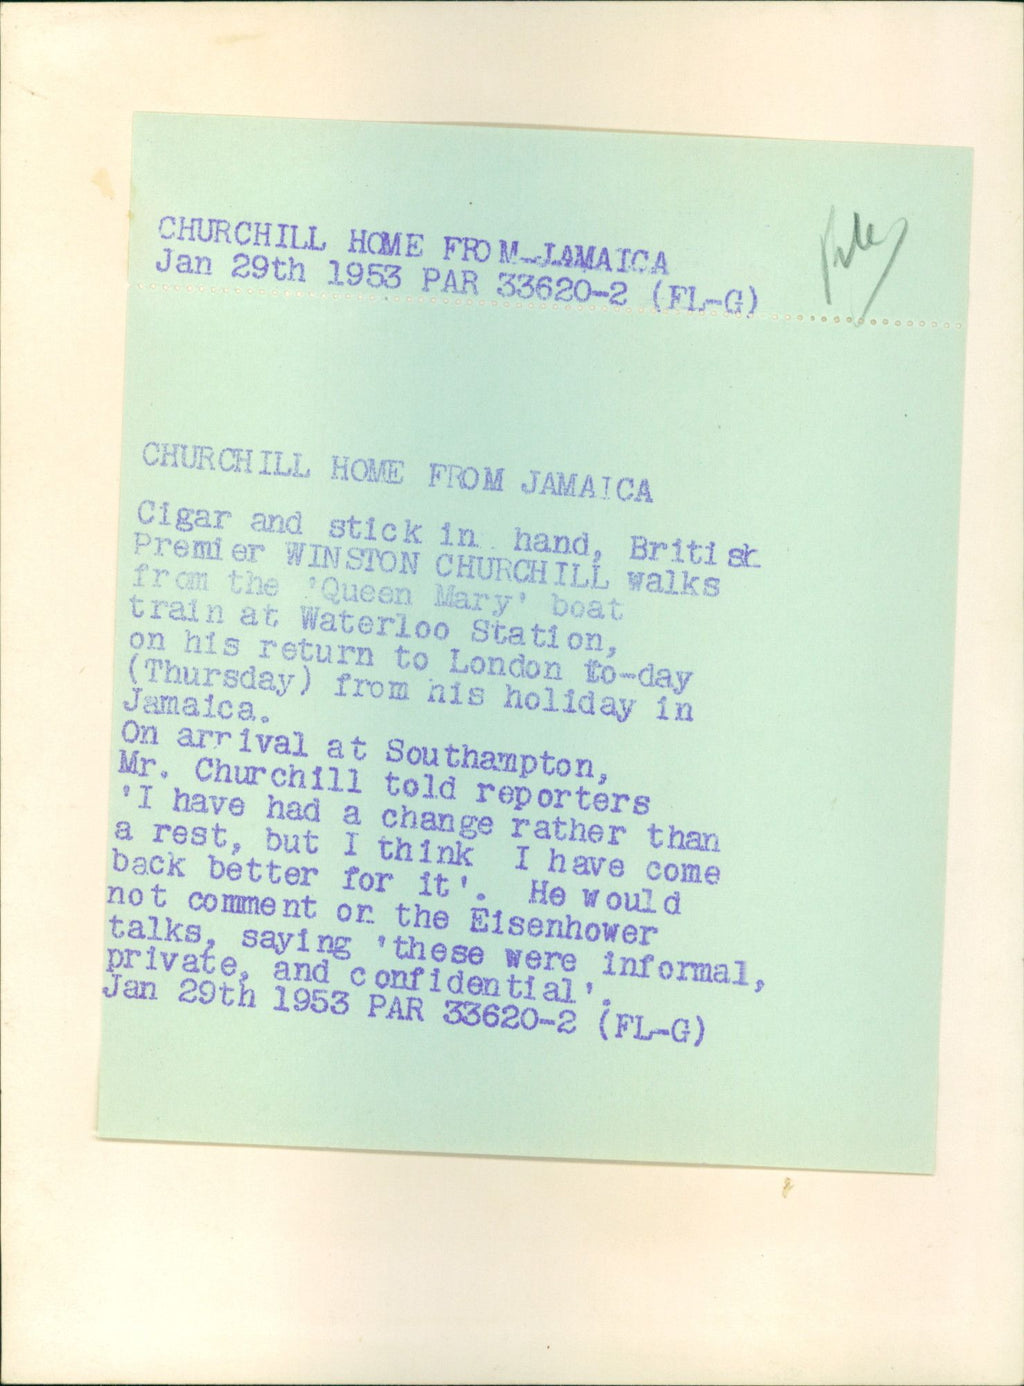 CHURCHILL HOME FROM JAMAICA
Jan 29th 1953 PAR 33620-2 (FL-G)
CHURCHILL HOME FROM JAMAICA
Cigar and stick in hand, British
Premier WINSTON CHURCHILL walks
from the 'Queen Mary' boat
train at Waterloo Station,
on his return to London to-day
(Thursday) from his holiday in
Jamaica.
On arrival at Southampton,
Mr. Churchill told reporters
'I have had a change rather than
a rest, but I think I have come
back better for it'. He would
not comment on the Eisenhower
talks, saying 'these were informal,
private, and confidential'.
Jan 29th 1953 PAR 33620-2 (FL-G)